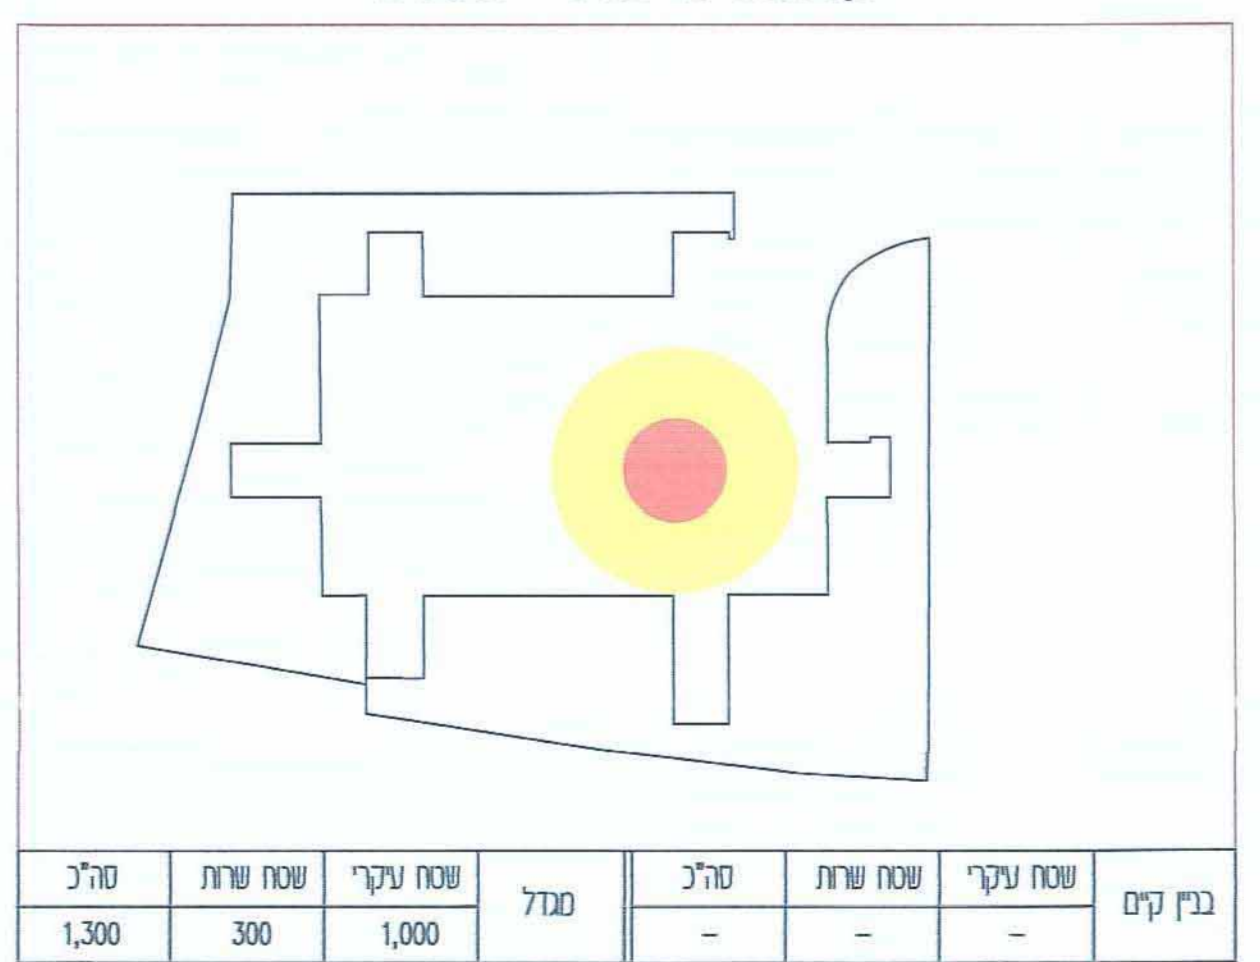 בניין קיים שטח עיקרי שטח שרות סה"כ מגדל שטח עיקרי שטח שרות סה"כ
– – – 1,000 300 1,300